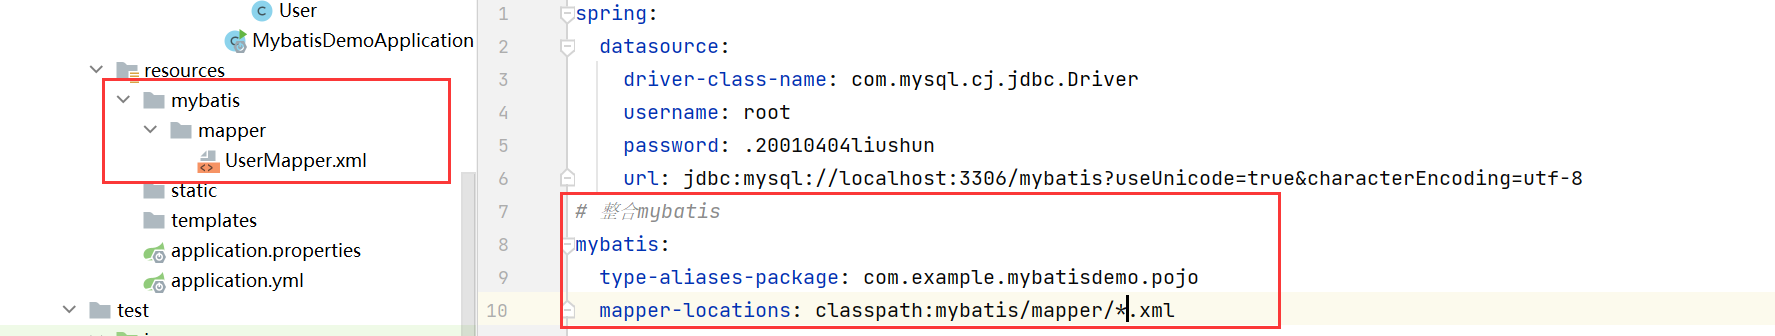 User
MybatisDemoApplication
resources
mybatis
mapper
UserMapper.xml
static
templates
application.properties
application.yml
test
1 spring:
2 datasource:
3 driver-class-name: com.mysql.cj.jdbc.Driver
4 username: root
5 password: .20010404liushun
6 url: jdbc:mysql://localhost:3306/mybatis?useUnicode=true&characterEncoding=utf-8
7 # 整合mybatis
8 mybatis:
9 type-aliases-package: com.example.mybatisdemo.pojo
10 mapper-locations: classpath:mybatis/mapper/*.xml